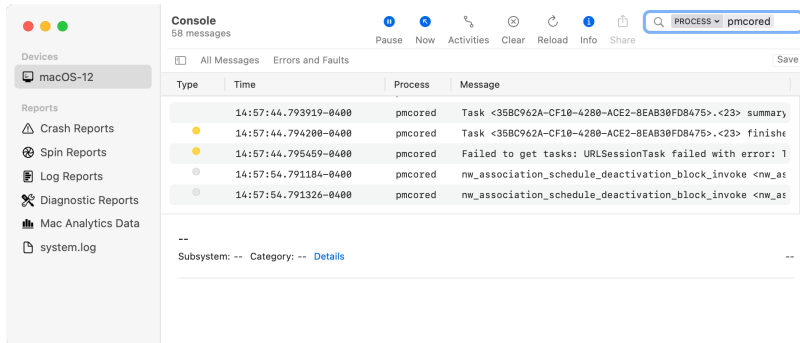 Console
58 messages
Pause Now Activities Clear Reload Info Share
PROCESS pmcored
Devices
macOS-12
Reports
Crash Reports
Spin Reports
Log Reports
Diagnostic Reports
Mac Analytics Data
system.log
All Messages Errors and Faults Save
Type Time Process Message
14:57:44.793919-0400 pmcored Task <35BC962A-CF10-4280-ACE2-8EAB30FD8475>.<23> summary
14:57:44.794200-0400 pmcored Task <35BC962A-CF10-4280-ACE2-8EAB30FD8475>.<23> finishe
14:57:44.795459-0400 pmcored Failed to get tasks: URLSessionTask failed with error: T
14:57:54.791184-0400 pmcored nw_association_schedule_deactivation_block_invoke <nw_as
14:57:54.791326-0400 pmcored nw_association_schedule_deactivation_block_invoke <nw_as
--
Subsystem: -- Category: -- Details --